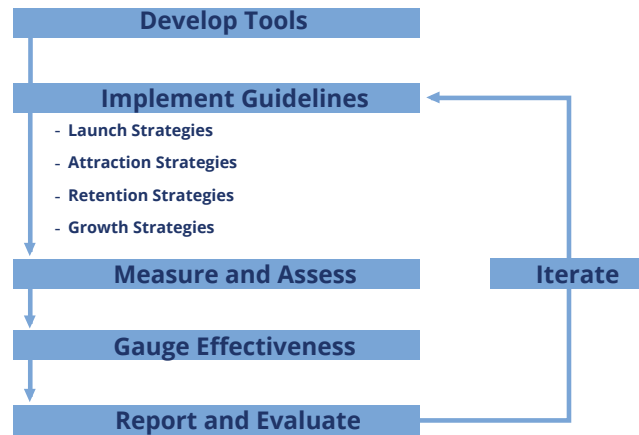 Develop Tools
Implement Guidelines
- Launch Strategies
- Attraction Strategies
- Retention Strategies
- Growth Strategies
Measure and Assess
Iterate
Gauge Effectiveness
Report and Evaluate